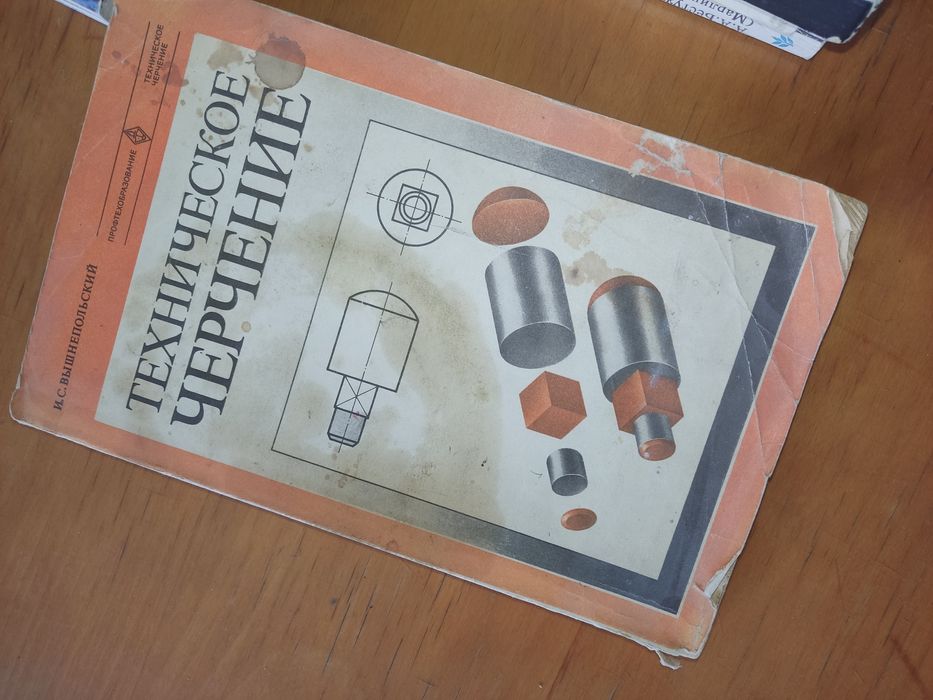 И.С.ВЫШНЕПОЛЬСКИЙ
ПРОФТЕХОБРАЗОВАНИЕ
ТЕХНИЧЕСКОЕ
ЧЕРЧЕНИЕ
ТЕХНИЧЕСКОЕ
ЧЕРЧЕНИЕ